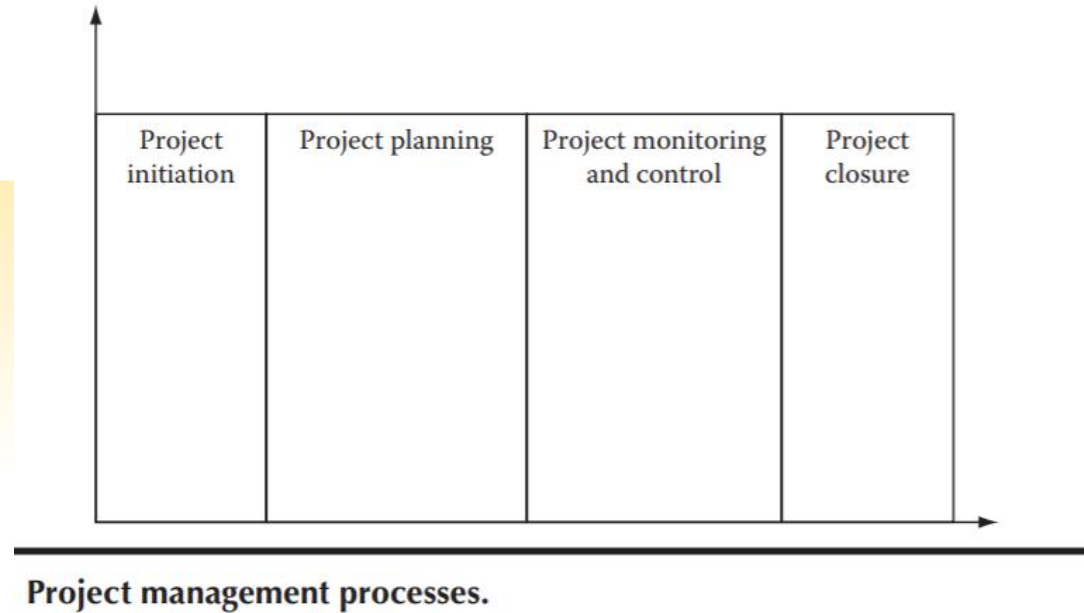 Project
initiation
Project planning
Project monitoring
and control
Project
closure
Project management processes.